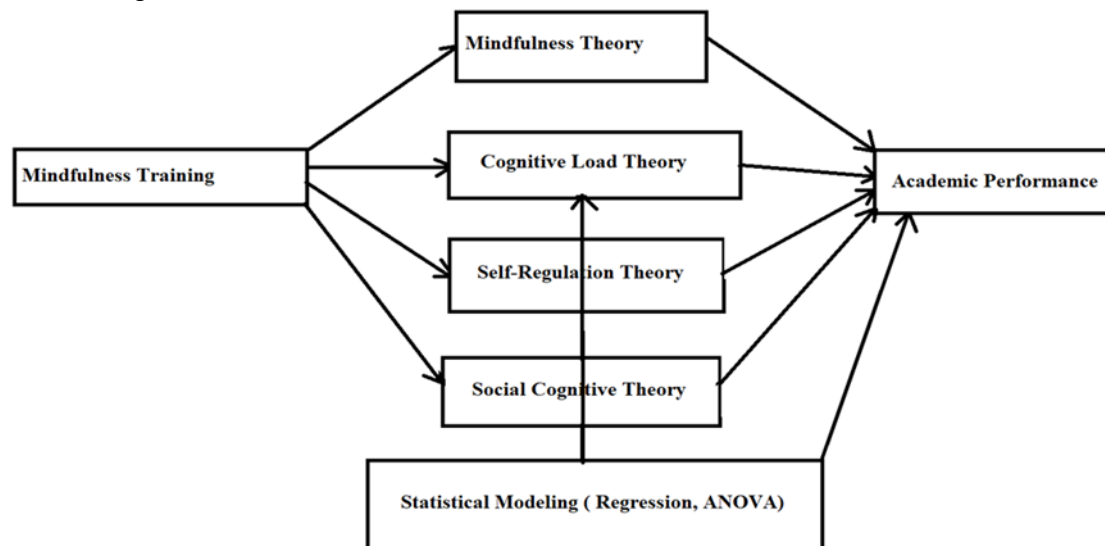 Mindfulness Theory
Cognitive Load Theory
Mindfulness Training
Academic Performance
Self-Regulation Theory
Social Cognitive Theory
Statistical Modeling ( Regression, ANOVA)